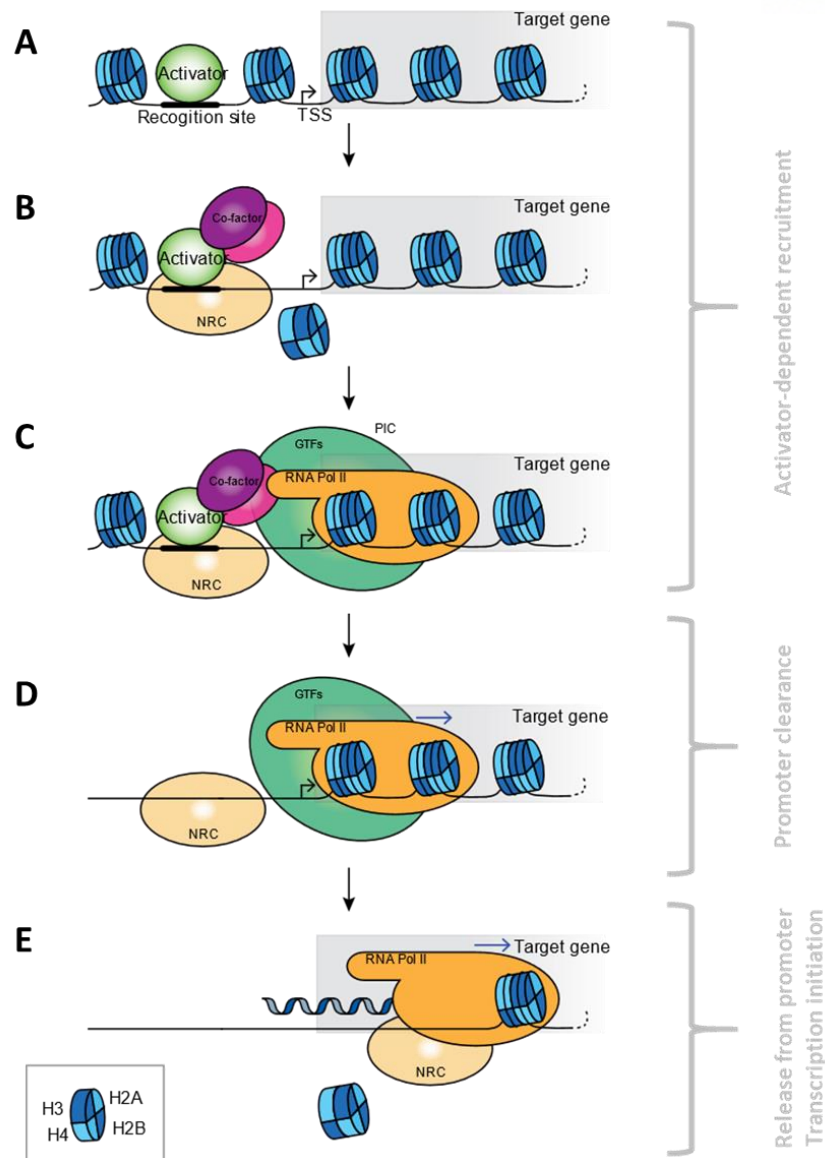 A
Target gene
Activator
Recogition site
TSS
B
Target gene
Co-factor
Activator
NRC
C
PIC
GTFs
Target gene
RNA Pol II
Co-factor
Activator
NRC
Activator-dependent recruitment
D
GTFs
Target gene
RNA Pol II
NRC
Promoter clearance
E
Target gene
RNA Pol II
NRC
Release from promoter
Transcription initiation
H3 H2A
H4 H2B